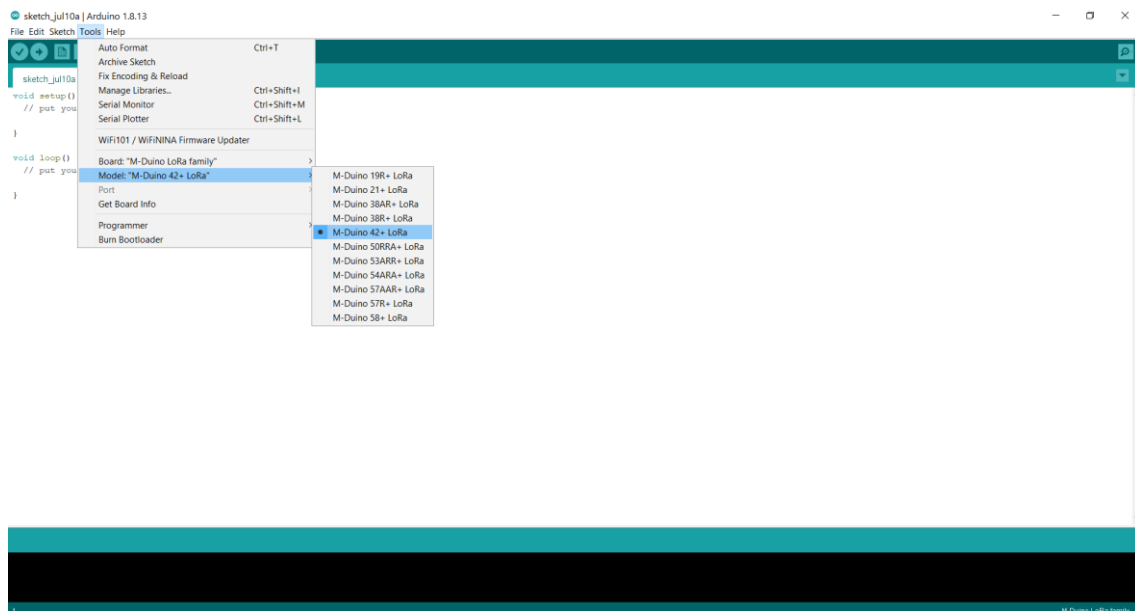 sketch_jul10a | Arduino 1.8.13
File Edit Sketch Tools Help
sketch_jul10a
Auto Format Ctrl+T
Archive Sketch
Fix Encoding & Reload
Manage Libraries... Ctrl+Shift+I
Serial Monitor Ctrl+Shift+M
Serial Plotter Ctrl+Shift+L
WiFi101 / WiFiNINA Firmware Updater
Board: "M-Duino LoRa family"
Model: "M-Duino 42+ LoRa"
Port
Get Board Info
Programmer
Burn Bootloader
void setup()
// put you
}
void loop()
// put you
}
M-Duino 19R+ LoRa
M-Duino 21+ LoRa
M-Duino 38AR+ LoRa
M-Duino 38R+ LoRa
M-Duino 42+ LoRa
M-Duino 50RRA+ LoRa
M-Duino 53ARR+ LoRa
M-Duino 54ARA+ LoRa
M-Duino 57AAR+ LoRa
M-Duino 57R+ LoRa
M-Duino 58+ LoRa
M-Duino LoRa family